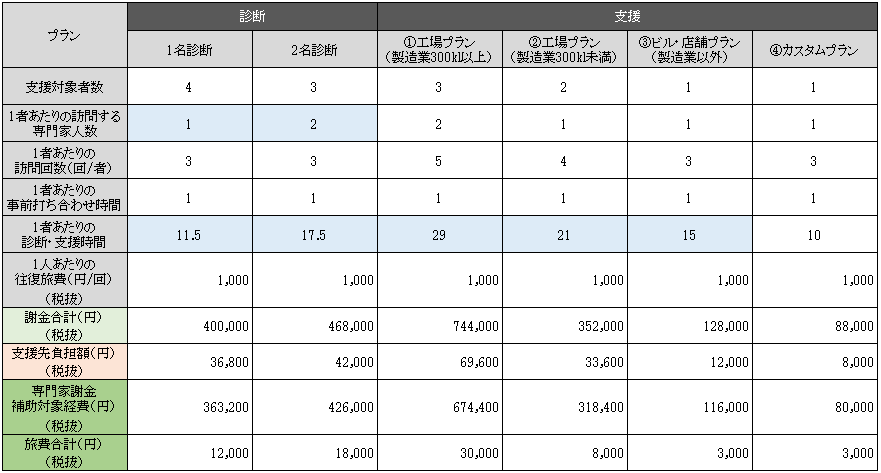 プラン	診断	支援
1名診断	2名診断	①工場プラン	②工場プラン	③ビル・店舗プラン	④カスタムプラン
(製造業300kl以上)	(製造業300kl未満)	(製造業以外)
支援対象者数	4	3	3	2	1	1
1者あたりの訪問する
専門家人数	1	2	2	1	1	1
1者あたりの
訪問回数(回/者)	3	3	5	4	3	3
1者あたりの
事前打ち合わせ時間	1	1	1	1	1	1
1者あたりの
診断・支援時間	11.5	17.5	29	21	15	10
1人あたりの
往復旅費(円/回)	1,000	1,000	1,000	1,000	1,000	1,000
(税抜)
謝金合計(円)
(税抜)	400,000	468,000	744,000	352,000	128,000	88,000
支援先負担額(円)
(税抜)	36,800	42,000	69,600	33,600	12,000	8,000
専門家謝金
補助対象経費(円)	363,200	426,000	674,400	318,400	116,000	80,000
(税抜)
旅費合計(円)
(税抜)	12,000	18,000	30,000	8,000	3,000	3,000